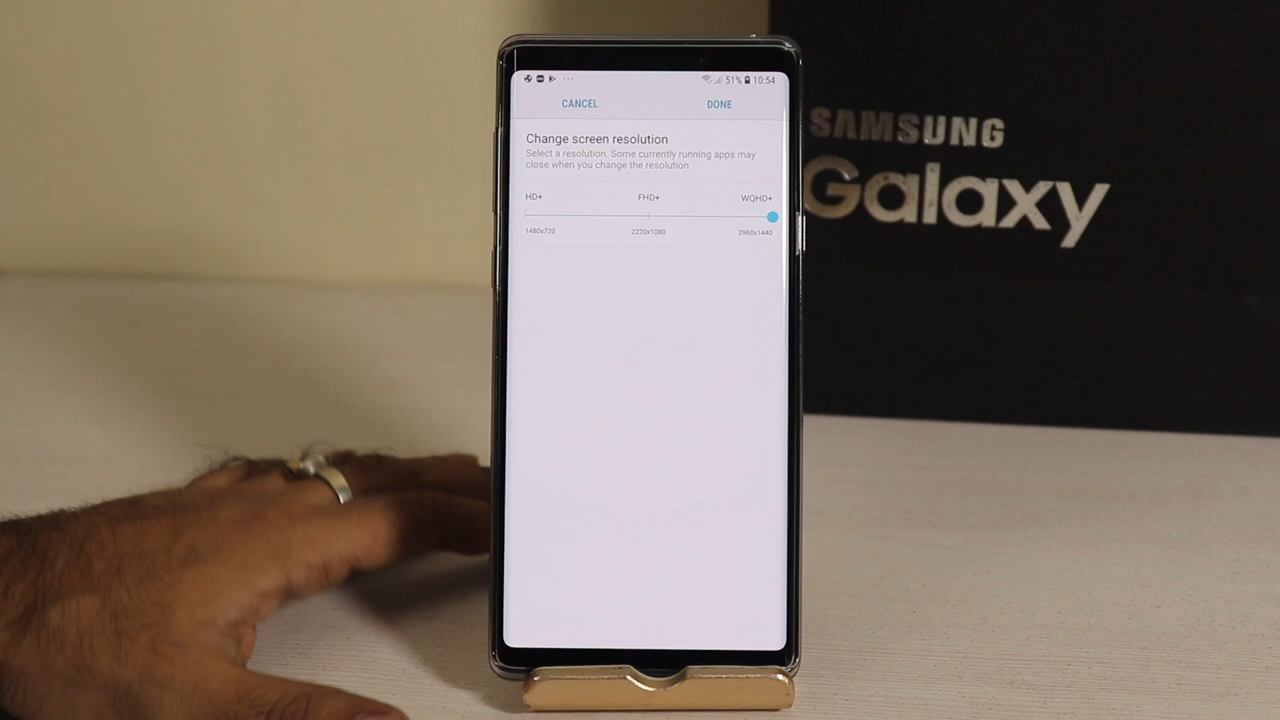 51% 10:54
CANCEL DONE
Change screen resolution
Select a resolution. Some currently running apps may
close when you change the resolution.
HD+ FHD+ WQHD+
1480x720 2220x1080 2960x1440
SAMSUNG
Galaxy